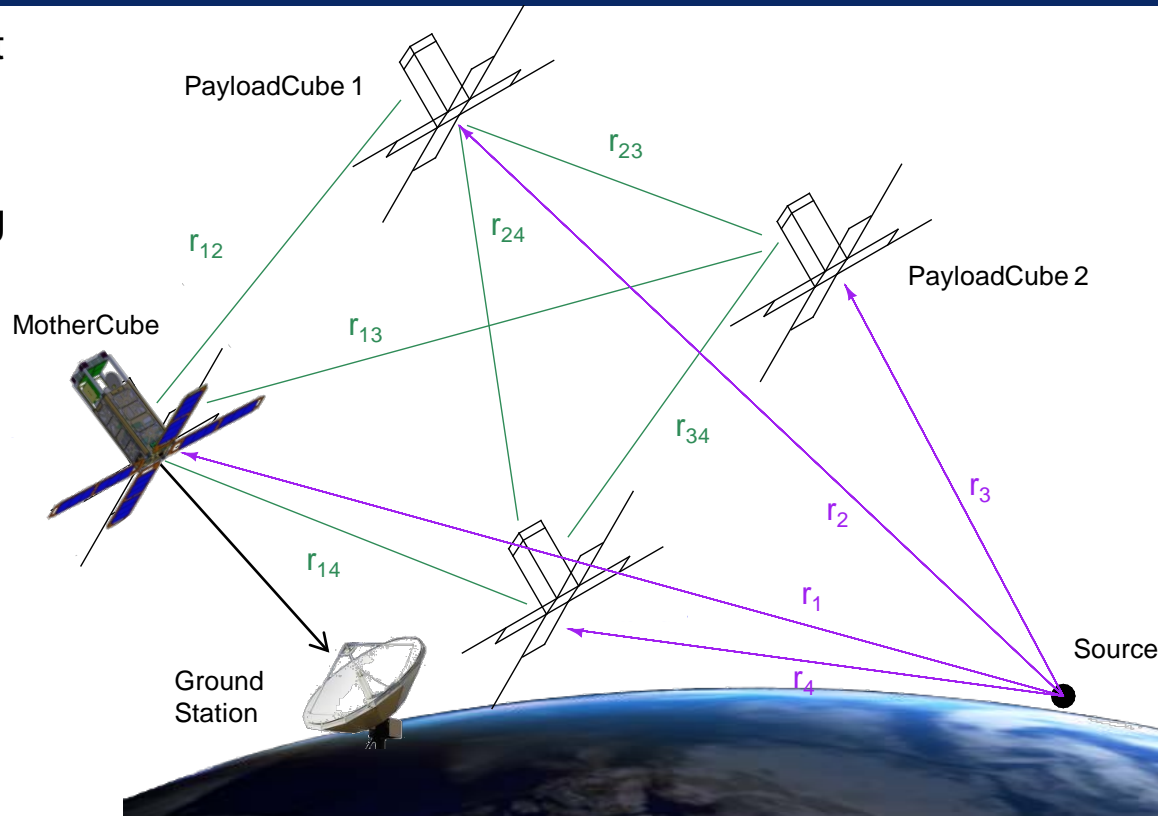 PayloadCube 1
r23
r24
r12
PayloadCube 2
MotherCube
r13
r34
r3
r2
r14
r1
Source
r4
Ground
Station